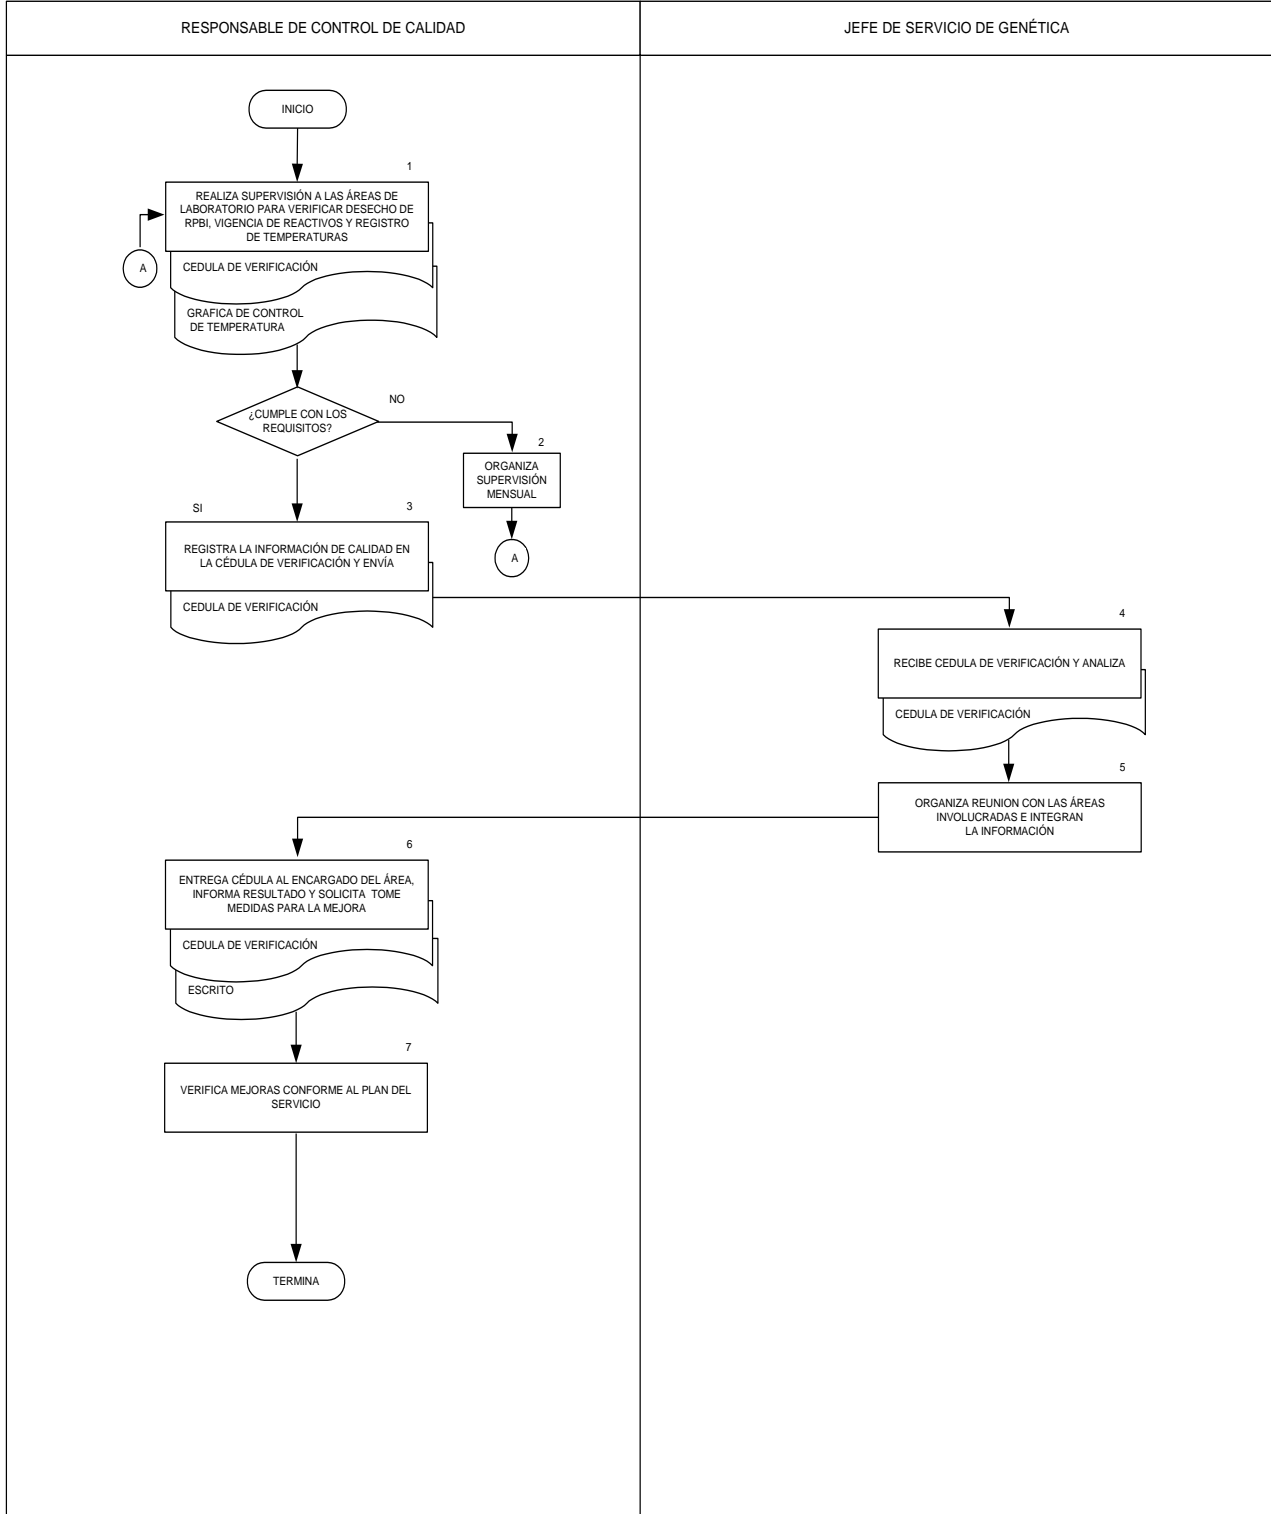 RESPONSABLE DE CONTROL DE CALIDAD
JEFE DE SERVICIO DE GENÉTICA
INICIO
1
REALIZA SUPERVISIÓN A LAS ÁREAS DE
LABORATORIO PARA VERIFICAR DESECHO DE
RPBI, VIGENCIA DE REACTIVOS Y REGISTRO
DE TEMPERATURAS
A
CEDULA DE VERIFICACIÓN
GRAFICA DE CONTROL
DE TEMPERATURA
¿CUMPLE CON LOS
REQUISITOS?
NO
2
ORGANIZA
SUPERVISIÓN
MENSUAL
A
SI
3
REGISTRA LA INFORMACIÓN DE CALIDAD EN
LA CÉDULA DE VERIFICACIÓN Y ENVÍA
CEDULA DE VERIFICACIÓN
4
RECIBE CEDULA DE VERIFICACIÓN Y ANALIZA
CEDULA DE VERIFICACIÓN
5
ORGANIZA REUNION CON LAS ÁREAS
INVOLUCRADAS E INTEGRAN
LA INFORMACIÓN
6
ENTREGA CÉDULA AL ENCARGADO DEL ÁREA,
INFORMA RESULTADO Y SOLICITA TOME
MEDIDAS PARA LA MEJORA
CEDULA DE VERIFICACIÓN
ESCRITO
7
VERIFICA MEJORAS CONFORME AL PLAN DEL
SERVICIO
TERMINA